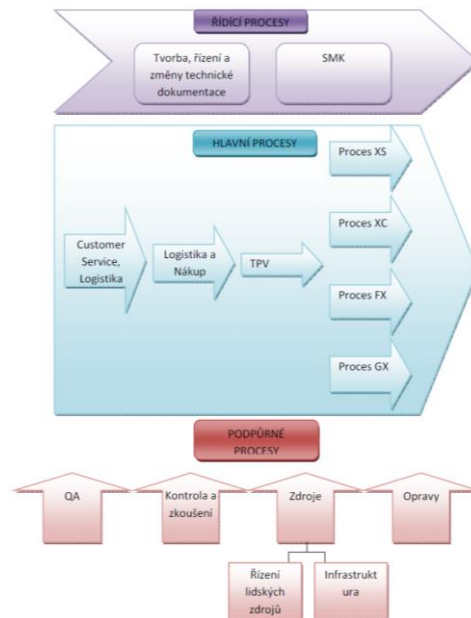 ŘÍDÍCÍ PROCESY
Tvorba, řízení a
změny technické
dokumentace
SMK
HLAVNÍ PROCESY
Proces XS
Proces XC
Customer
Service,
Logistika
Logistika a
Nákup
TPV
Proces FX
Proces GX
PODPŮRNÉ
PROCESY
QA
Kontrola a
zkoušení
Zdroje
Opravy
Řízení
lidských
zdrojů
Infrastrukt
ura